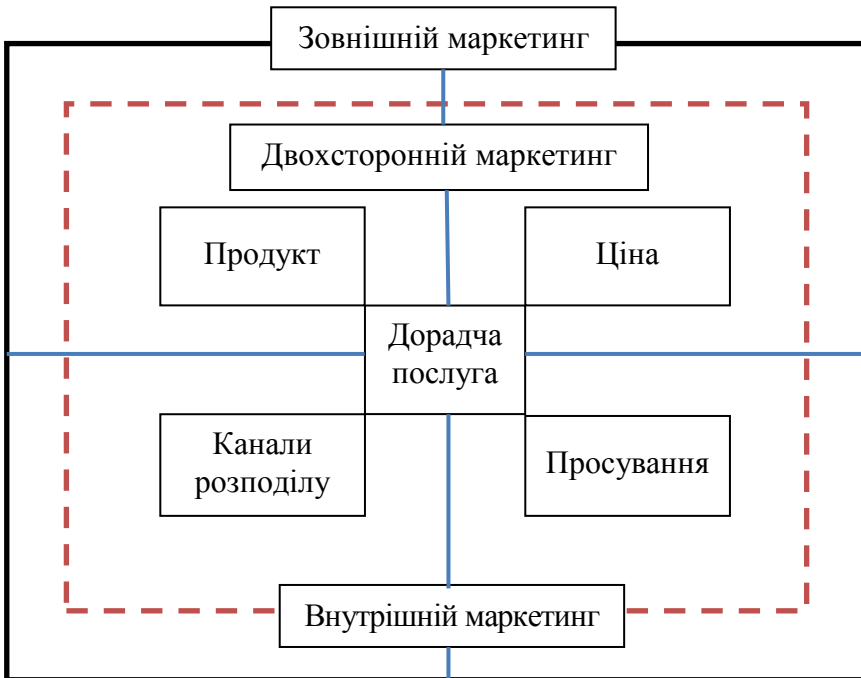 Зовнішній маркетинг
Двохсторонній маркетинг
Продукт
Ціна
Дорадча
послуга
Канали
розподілу
Просування
Внутрішній маркетинг